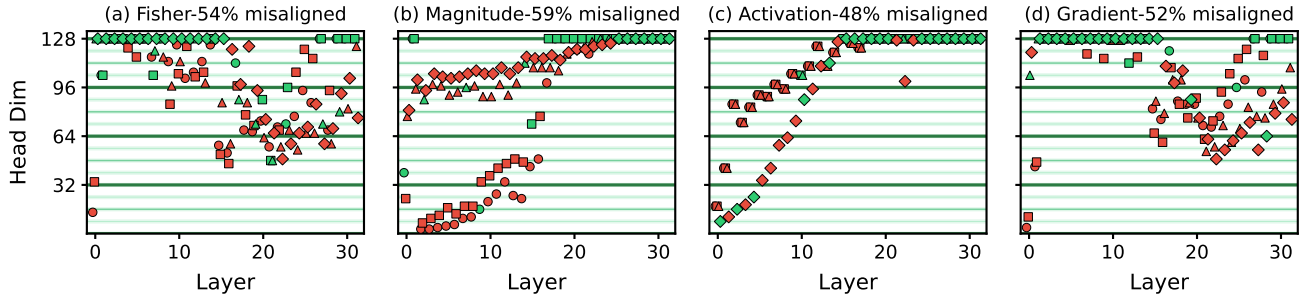 (a) Fisher-54% misaligned
(b) Magnitude-59% misaligned
(c) Activation-48% misaligned
(d) Gradient-52% misaligned
Head Dim
128
96
64
32
0 10 20 30
0 10 20 30
0 10 20 30
0 10 20 30
Layer
Layer
Layer
Layer